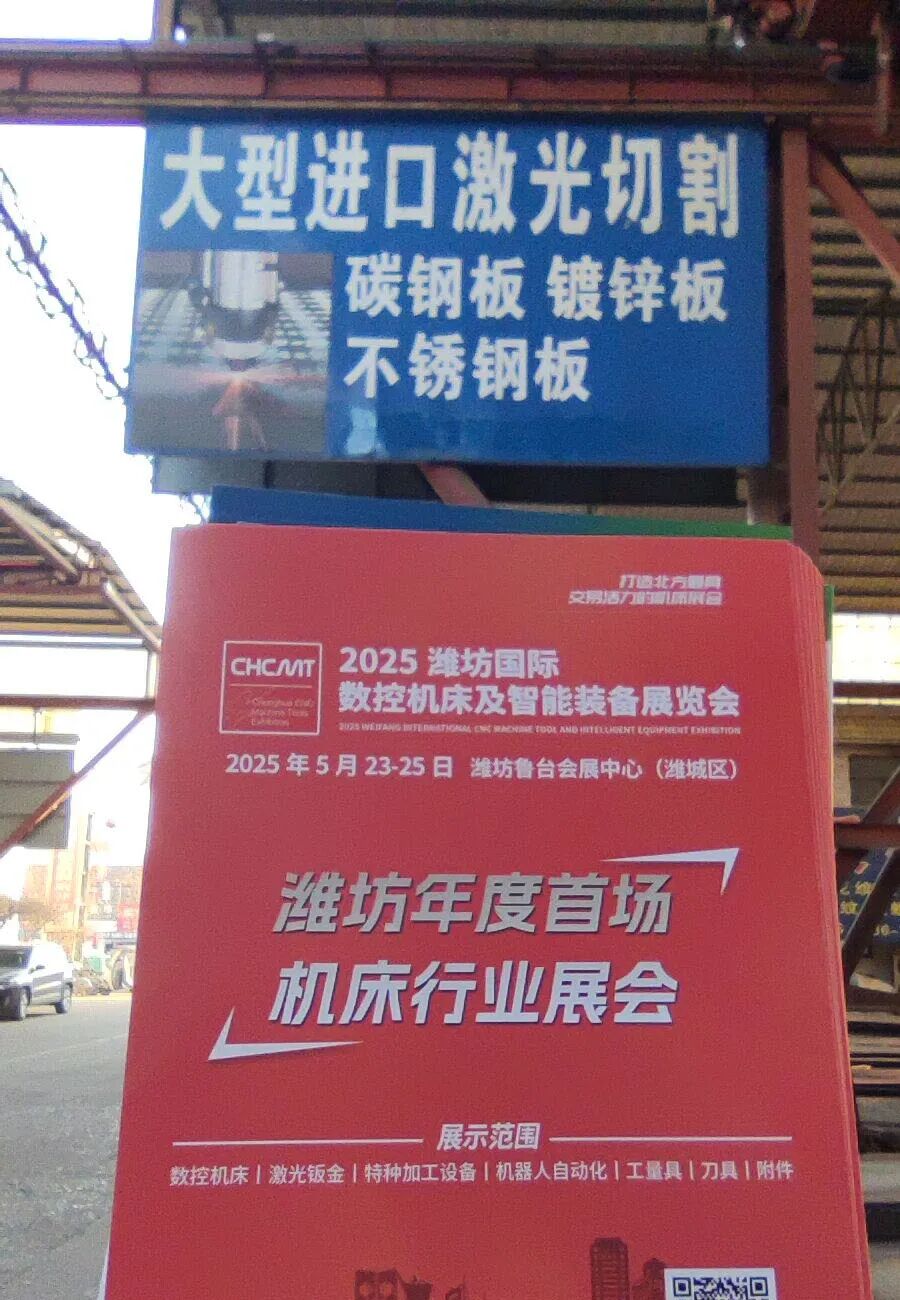 大型进口激光切割
碳钢板 镀锌板
不锈钢板
打造北方最具
交易活力的机床展会
CHCMT
Chonghua CNC
Machine Tools
Exhibition
2025 潍坊国际
数控机床及智能装备展览会
2025 WEIFANG INTERNATIONAL CNC MACHINE TOOL AND INTELLIGENT EQUIPMENT EXHIBITION
2025 年 5 月 23-25 日 潍坊鲁台会展中心（潍城区）
潍坊年度首场
机床行业展会
展示范围
数控机床 | 激光钣金 | 特种加工设备 | 机器人自动化 | 工量具 | 刀具 | 附件